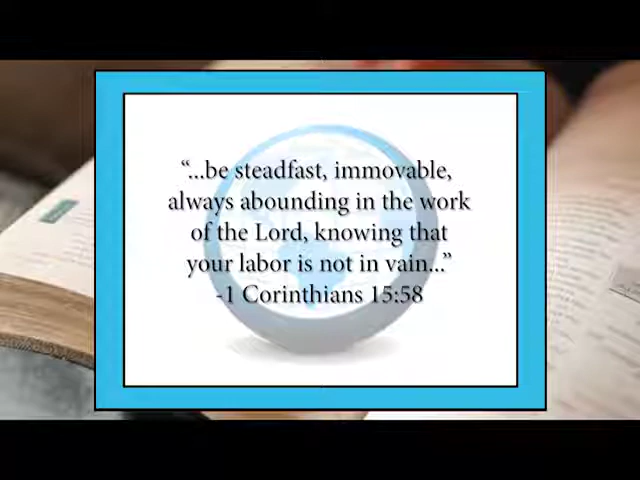 “...be steadfast, immovable,
always abounding in the work
of the Lord, knowing that
your labor is not in vain...”
-1 Corinthians 15:58